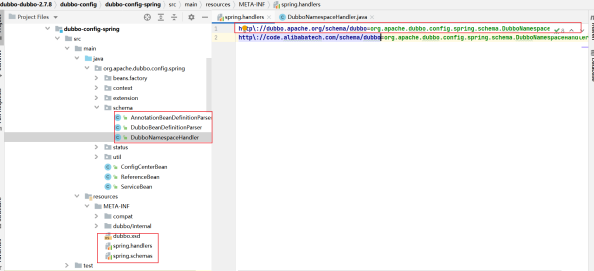 dubbo-dubbo-2.7.8 › dubbo-config › dubbo-config-spring › src › main › resources › META-INF › spring.handlers
Project Files
spring.handlers
DubboNamespaceHandler.java
dubbo-config-spring
src
main
java
org.apache.dubbo.config.spring
beans.factory
context
extension
schema
AnnotationBeanDefinitionParser
DubboBeanDefinitionParser
DubboNamespaceHandler
status
util
ConfigCenterBean
ReferenceBean
ServiceBean
resources
META-INF
compat
dubbo/internal
dubbo.xsd
spring.handlers
spring.schemas
test
1 http\://dubbo.apache.org/schema/dubbo=org.apache.dubbo.config.spring.schema.DubboNamespace
2 http\://code.alibabatech.com/schema/dubbo=org.apache.dubbo.config.spring.schema.DubboNamespaceHandler